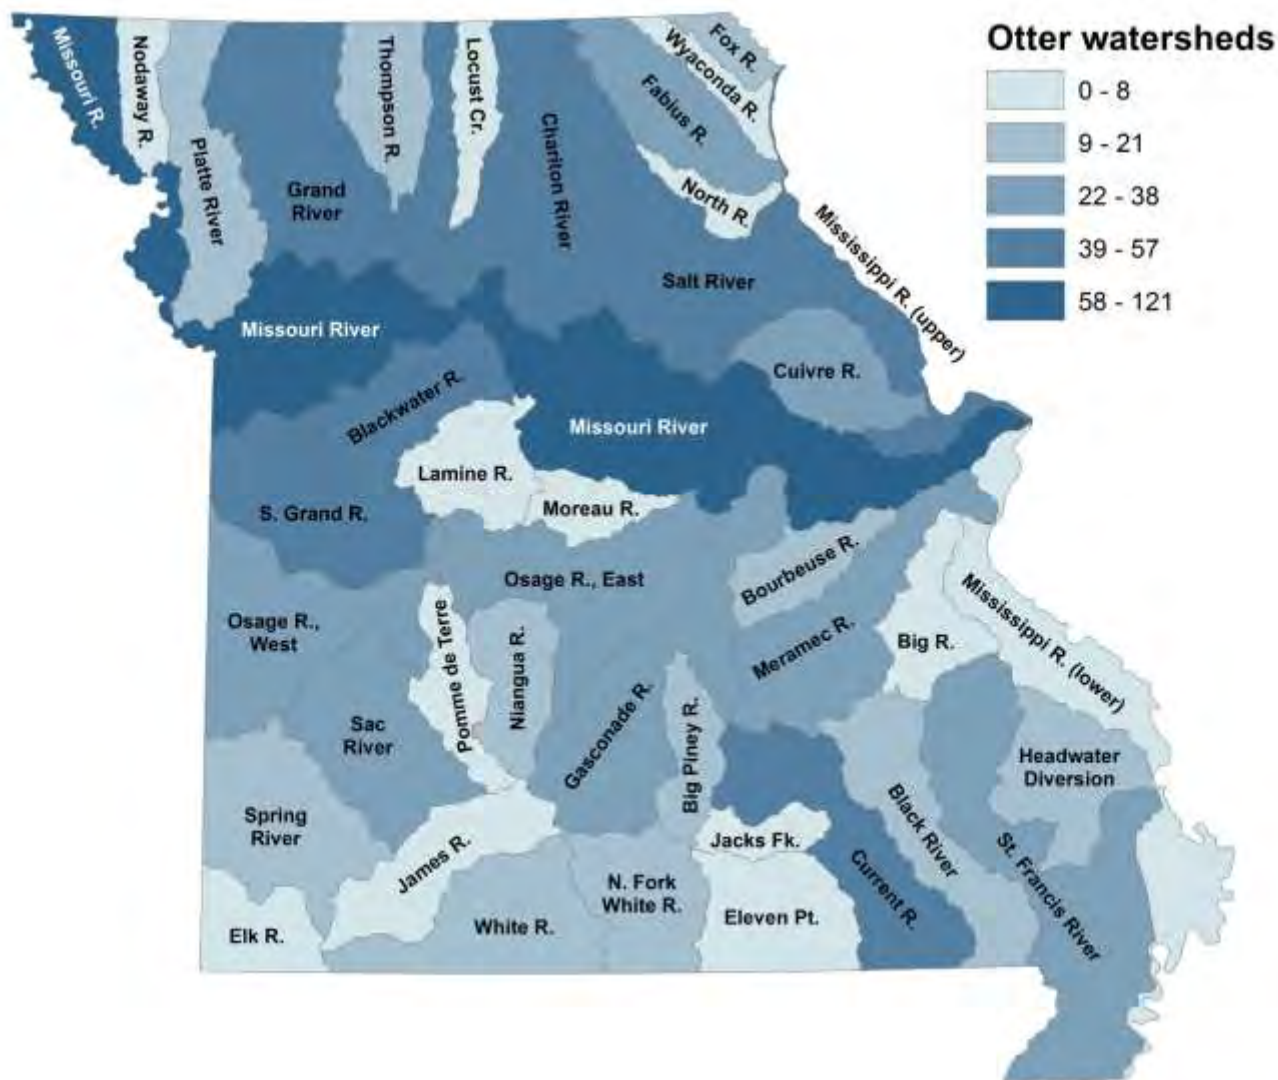 Otter watersheds
0 - 8
9 - 21
22 - 38
39 - 57
58 - 121
Missouri R.
Nodaway R.
Platte River
Grand
River
Thompson R.
Locust Cr.
Chariton River
Fox R.
Wyaconda R.
Fabius R.
North R.
Salt River
Mississippi R. (upper)
Missouri River
Cuivre R.
Blackwater R.
Missouri River
Lamine R.
Moreau R.
S. Grand R.
Osage R., East
Bourbeuse R.
Osage R.,
West
Pomme de Terre
Niangua R.
Meramec R.
Big R.
Mississippi R. (lower)
Sac
River
Gasconade R.
Big Piney R.
Headwater
Diversion
Spring
River
James R.
Jacks Fk.
Black River
Current R.
St. Francis River
Elk R.
White R.
N. Fork
White R.
Eleven Pt.